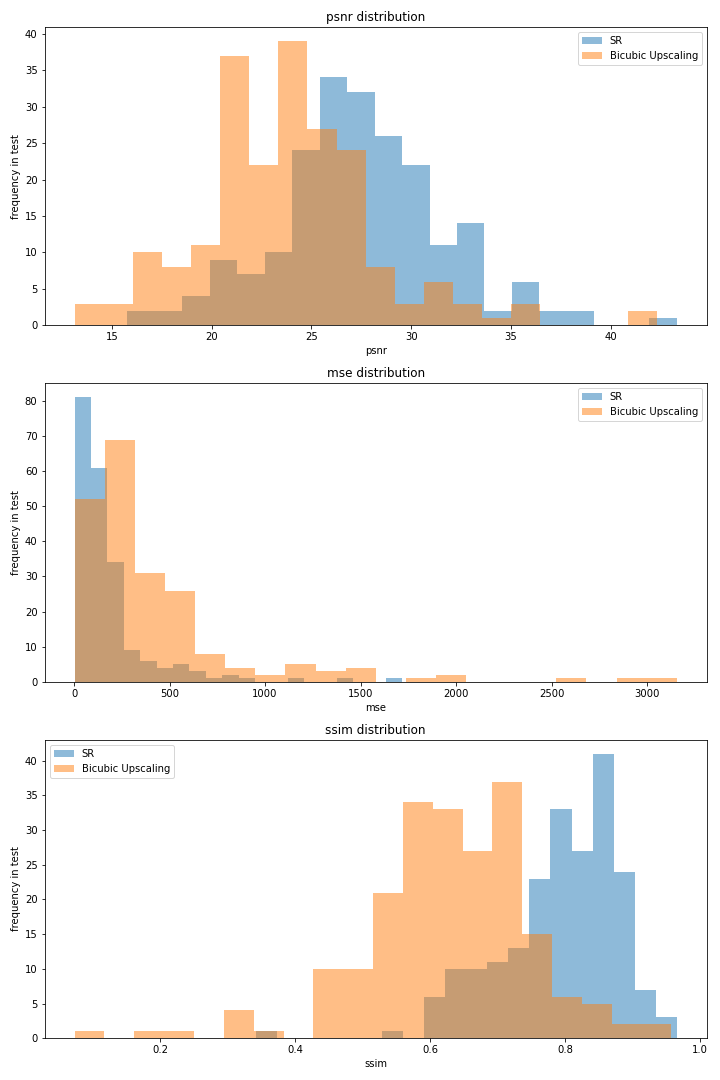 psnr distribution
SR
Bicubic Upscaling
frequency in test
40
35
30
25
20
15
10
5
0
15 20 25 30 35 40
psnr
mse distribution
SR
Bicubic Upscaling
frequency in test
80
70
60
50
40
30
20
10
0
0 500 1000 1500 2000 2500 3000
mse
ssim distribution
SR
Bicubic Upscaling
frequency in test
40
35
30
25
20
15
10
5
0
0.2 0.4 0.6 0.8 1.0
ssim